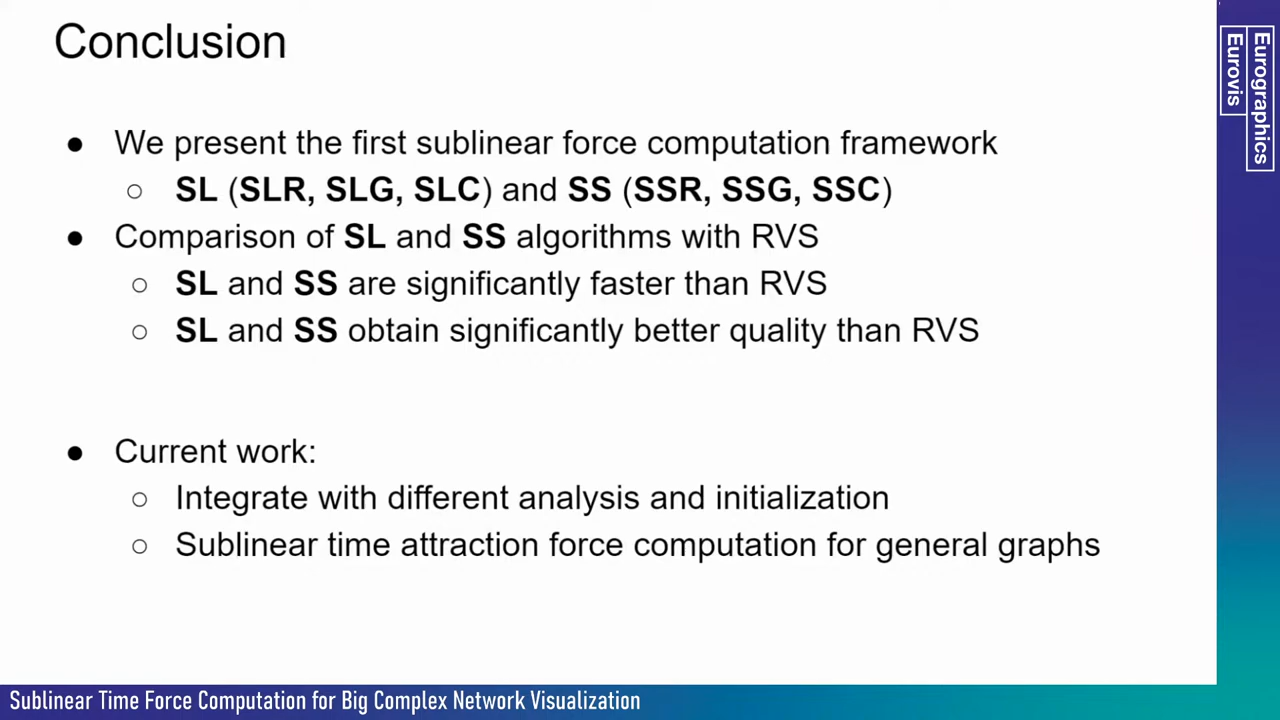 Conclusion
● We present the first sublinear force computation framework
○ SL (SLR, SLG, SLC) and SS (SSR, SSG, SSC)
● Comparison of SL and SS algorithms with RVS
○ SL and SS are significantly faster than RVS
○ SL and SS obtain significantly better quality than RVS
● Current work:
○ Integrate with different analysis and initialization
○ Sublinear time attraction force computation for general graphs
Eurographics
Eurovis
Sublinear Time Force Computation for Big Complex Network Visualization